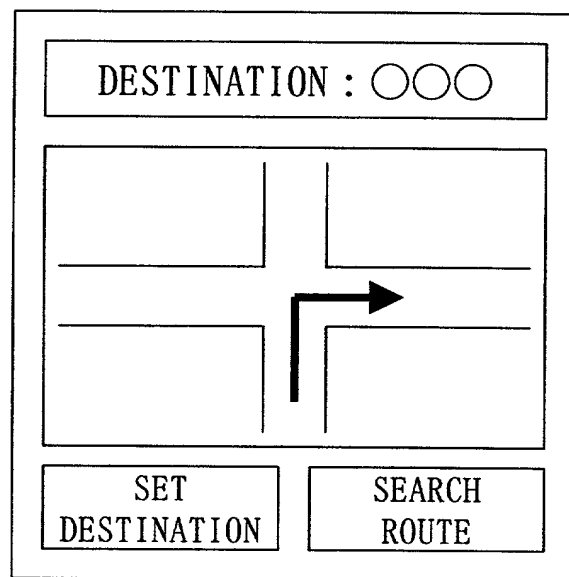 DESTINATION : ○○○
SET
DESTINATION
SEARCH
ROUTE